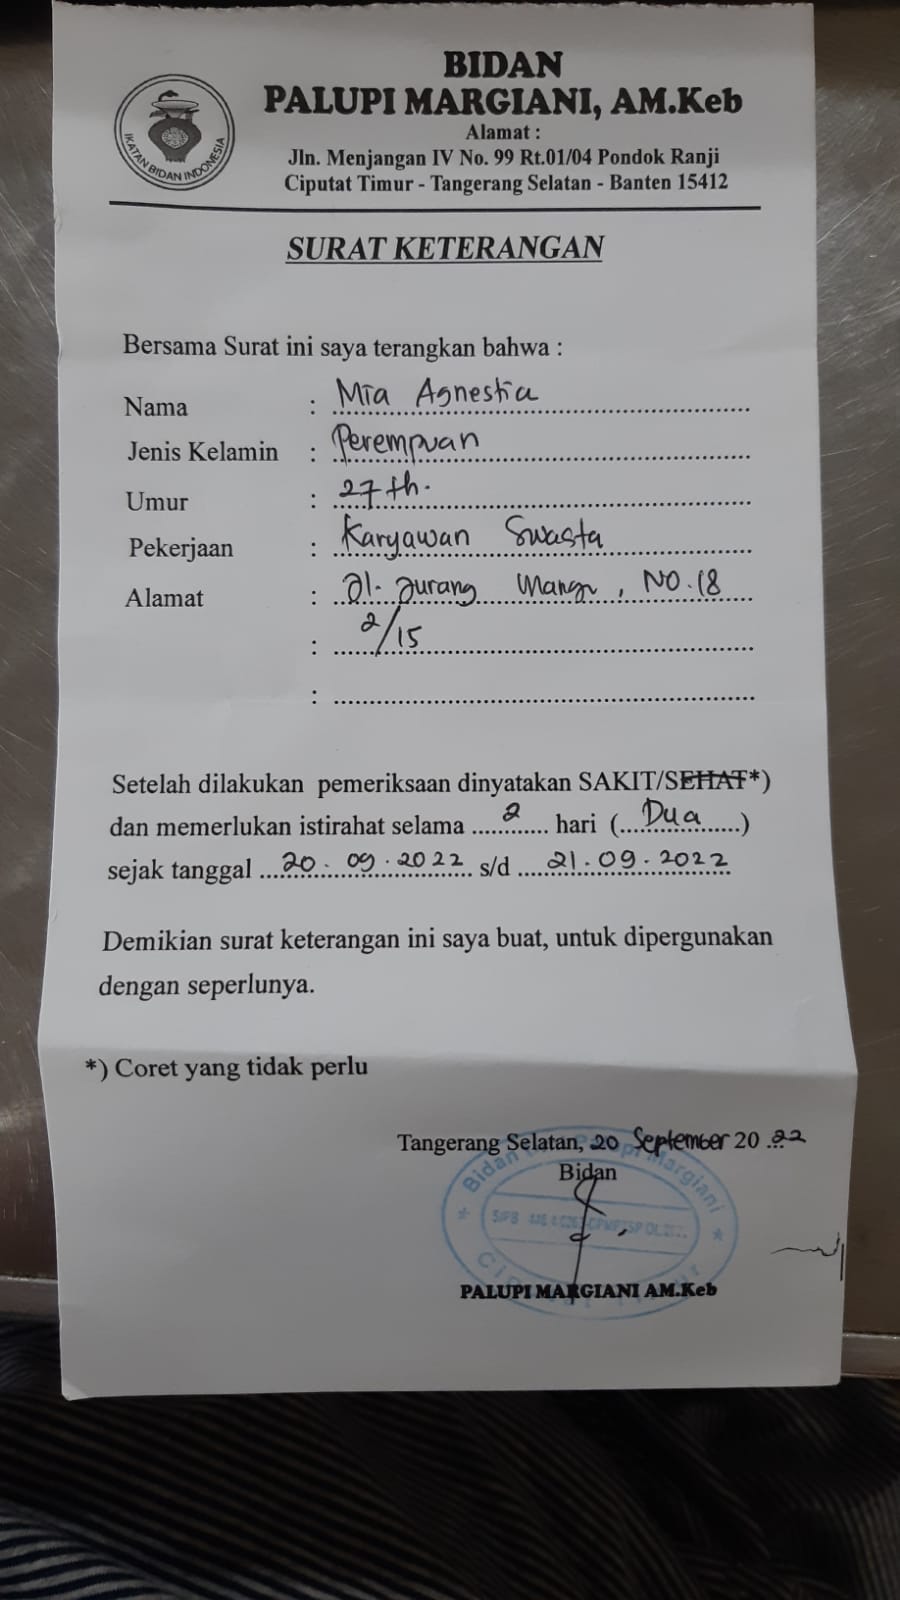 BIDAN
PALUPI MARGIANI, AM.Keb
IKATAN BIDAN INDONESIA
Alamat :
Jln. Menjangan IV No. 99 Rt.01/04 Pondok Ranji
Ciputat Timur - Tangerang Selatan - Banten 15412
SURAT KETERANGAN
Bersama Surat ini saya terangkan bahwa :
Nama : Mia Agnestia
Jenis Kelamin : Perempuan
Umur : 27 th.
Pekerjaan : Karyawan Swasta
Alamat : Jl. Jurang Mangu, NO. 18
: 2/15
:
Setelah dilakukan pemeriksaan dinyatakan SAKIT/SEHAT*)
dan memerlukan istirahat selama 2 hari (Dua)
sejak tanggal 20.09.2022 s/d 21.09.2022
Demikian surat keterangan ini saya buat, untuk dipergunakan
dengan seperlunya.
*) Coret yang tidak perlu
Tangerang Selatan, 20 September 2022
Bidan
Bidan Palupi Margiani
SIPB
PALUPI MARGIANI AM.Keb